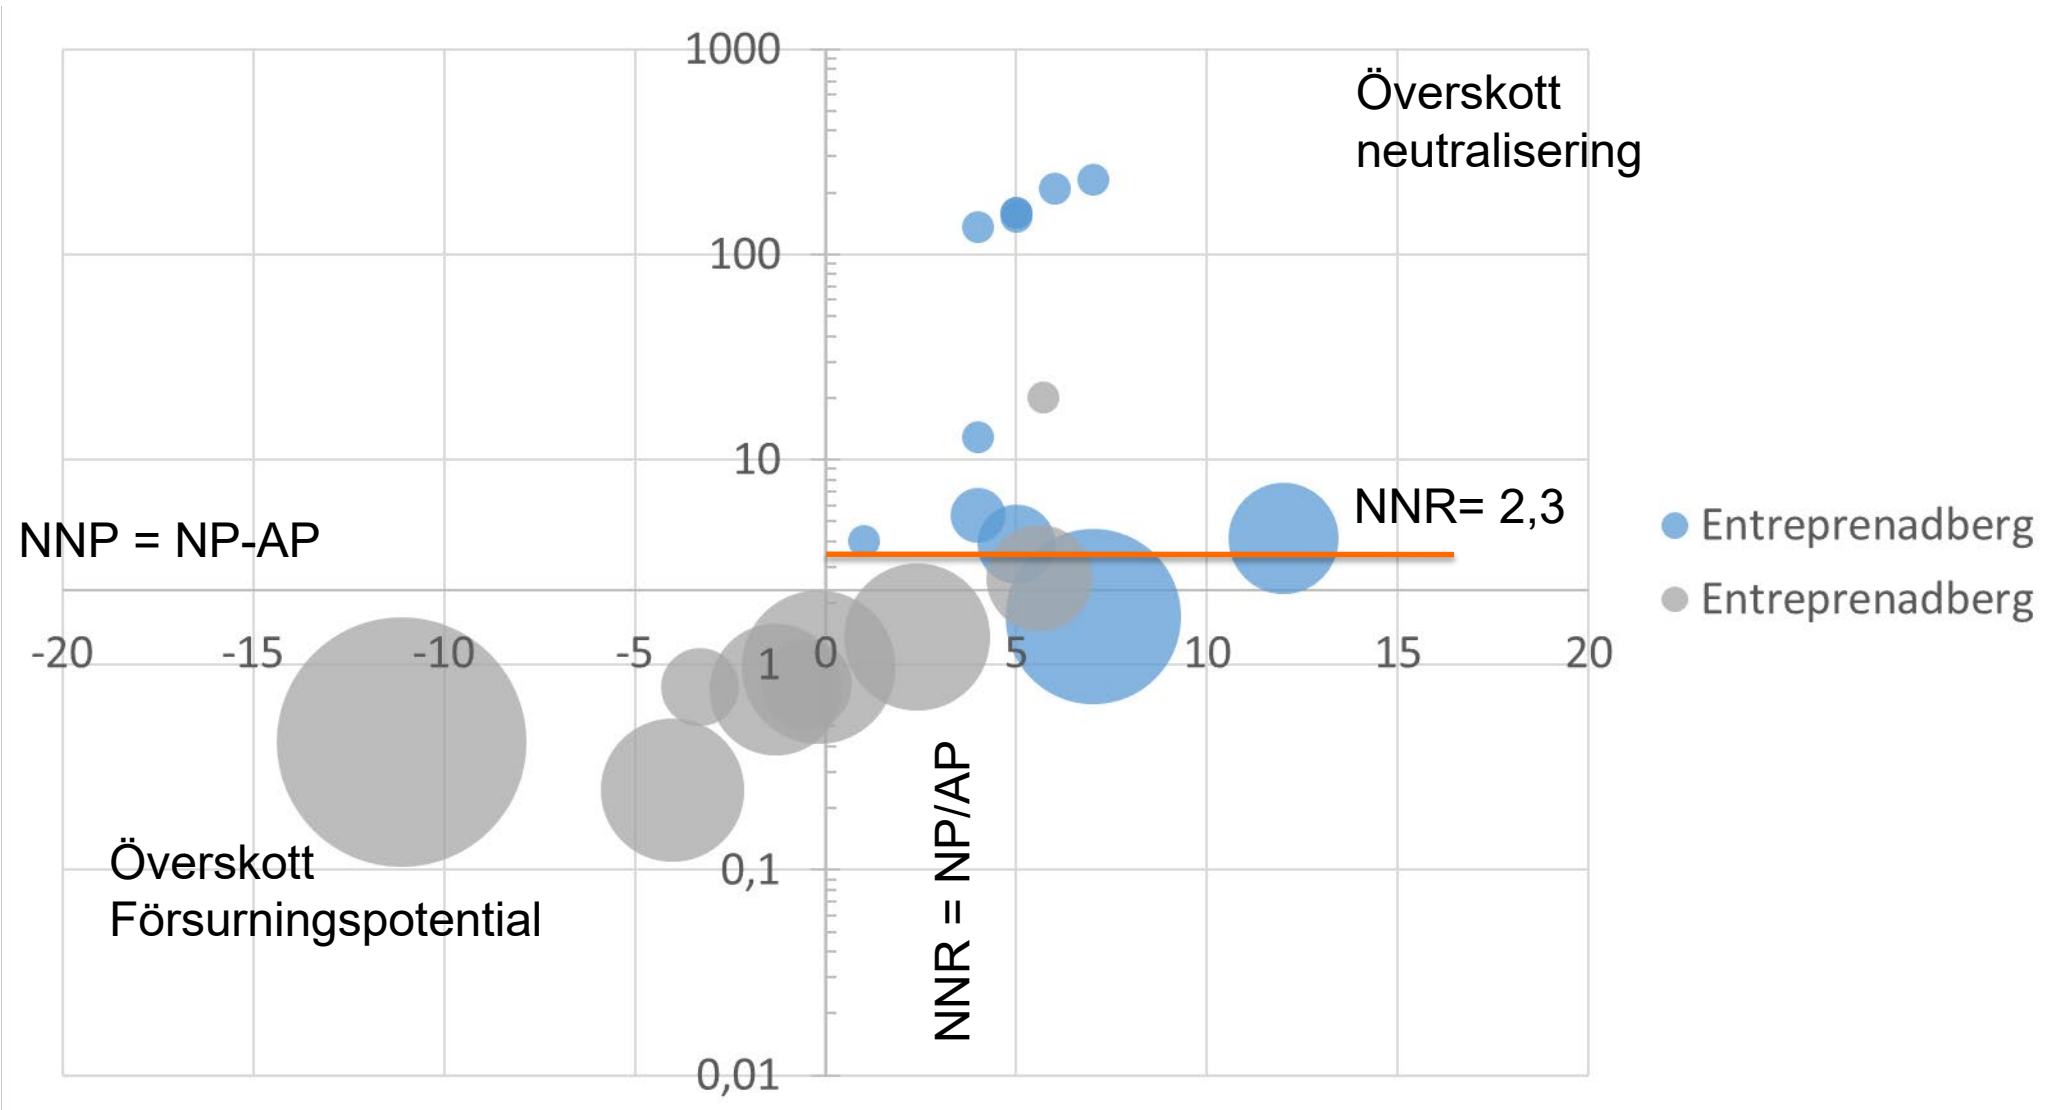 1000
Överskott
neutralisering
100
10
NNR= 2,3
NNP = NP-AP
Entreprenadberg
Entreprenadberg
-20
-15
-10
-5
1
0
5
10
15
20
NNR = NP/AP
Överskott
Försurningspotential
0,1
0,01